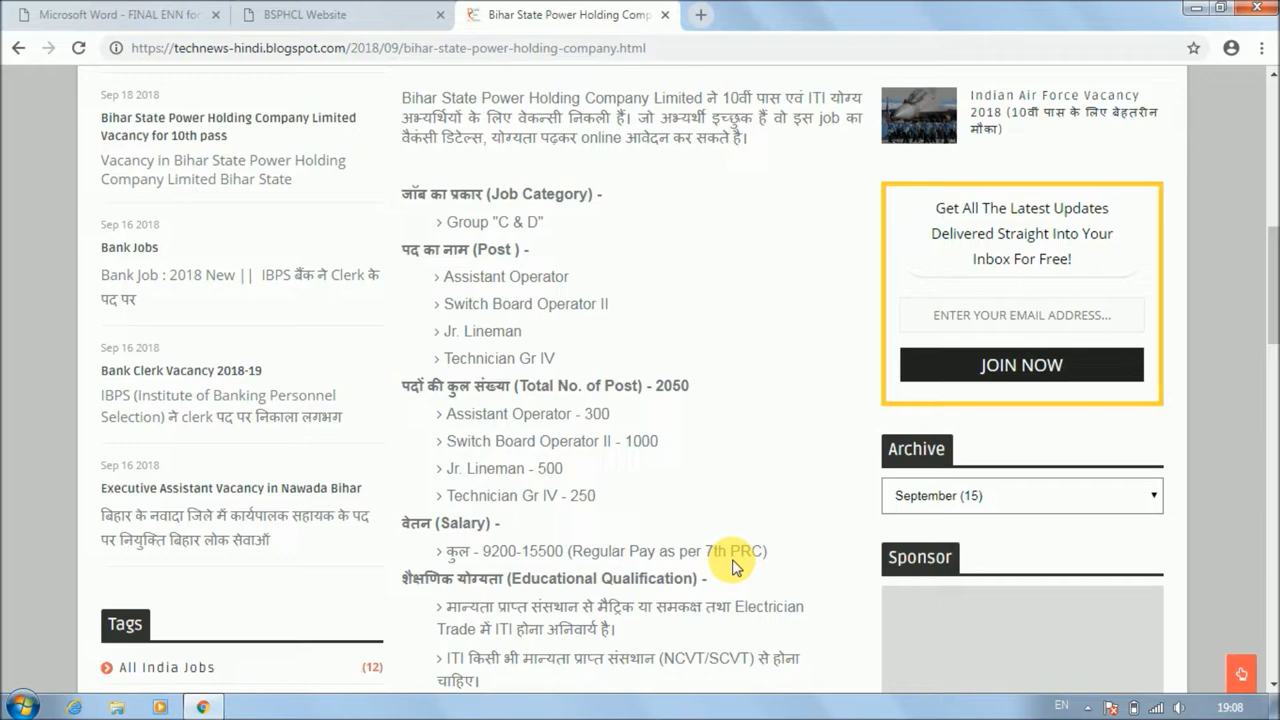 Microsoft Word - FINAL ENN fo
BSPHCL Website
Bihar State Power Holding Comp
https://technews-hindi.blogspot.com/2018/09/bihar-state-power-holding-company.html
Sep 18 2018
Bihar State Power Holding Company Limited
Vacancy for 10th pass
Vacancy in Bihar State Power Holding
Company Limited Bihar State
Sep 16 2018
Bank Jobs
Bank Job : 2018 New || IBPS बैंक ने Clerk के
पद पर
Sep 16 2018
Bank Clerk Vacancy 2018-19
IBPS (Institute of Banking Personnel
Selection) ने clerk पद पर निकाला लगभग
Sep 16 2018
Executive Assistant Vacancy in Nawada Bihar
बिहार के नवादा जिले में कार्यपालक सहायक के पद
पर नियुक्ति बिहार लोक सेवाओं
Tags
All India Jobs
(12)
Bihar State Power Holding Company Limited ने 10वीं पास एवं ITI योग्य
अभ्यर्थियों के लिए वेकन्सी निकली हैं। जो अभ्यर्थी इच्छुक हैं वो इस job का
वैकंसी डिटेल्स, योग्यता पढ़कर online आवेदन कर सकते है।
जॉब का प्रकार (Job Category) -
› Group "C & D"
पद का नाम (Post ) -
› Assistant Operator
› Switch Board Operator II
› Jr. Lineman
› Technician Gr IV
पदों की कुल संख्या (Total No. of Post) - 2050
› Assistant Operator - 300
› Switch Board Operator II - 1000
› Jr. Lineman - 500
› Technician Gr IV - 250
वेतन (Salary) -
› कुल - 9200-15500 (Regular Pay as per 7th PRC)
शैक्षणिक योग्यता (Educational Qualification) -
› मान्यता प्राप्त संसथान से मैट्रिक या समकक्ष तथा Electrician
Trade में ITI होना अनिवार्य है।
› ITI किसी भी मान्यता प्राप्त संसथान (NCVT/SCVT) से होना
चाहिए।
Indian Air Force Vacancy
2018 (10वीं पास के लिए बेहतरीन
मौका)
Get All The Latest Updates
Delivered Straight Into Your
Inbox For Free!
ENTER YOUR EMAIL ADDRESS...
JOIN NOW
Archive
September (15)
Sponsor
EN
19:08